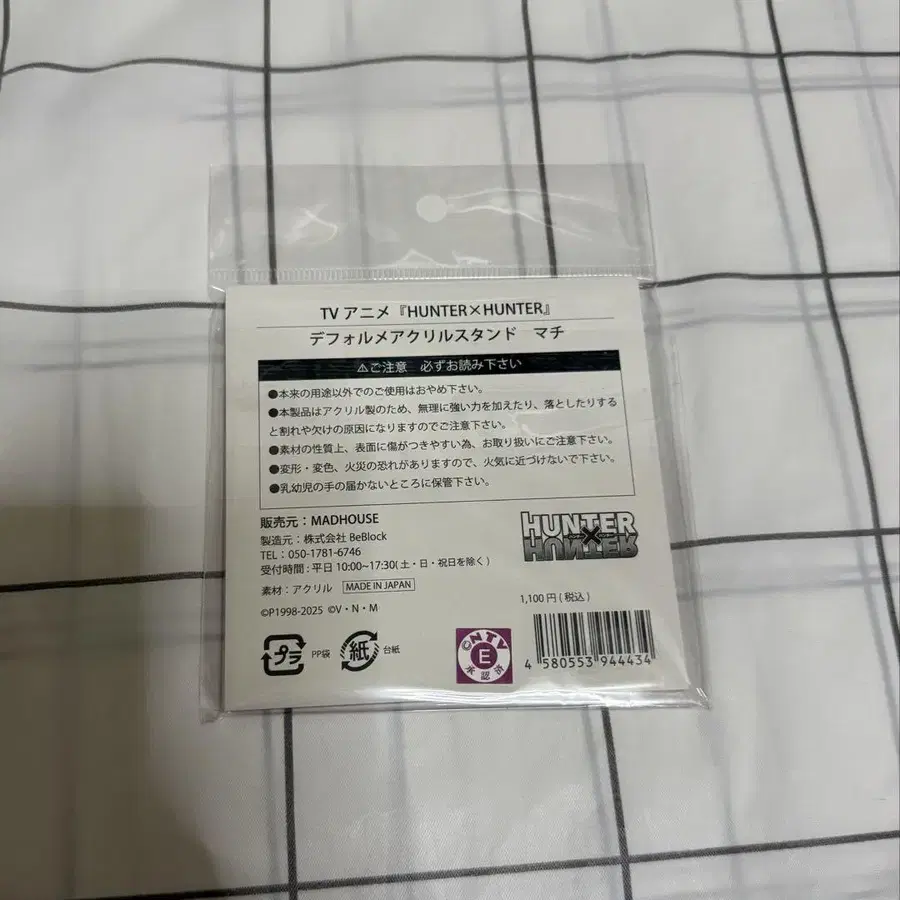 TV アニメ『HUNTER×HUNTER』
デフォルメアクリルスタンド　マチ
⚠ご注意　必ずお読み下さい
●本来の用途以外でのご使用はおやめ下さい。
●本製品はアクリル製のため、無理に強い力を加えたり、落としたりする
と割れや欠けの原因になりますのでご注意下さい。
●素材の性質上、表面に傷がつきやすい為、お取り扱いにご注意下さい。
●変形・変色、火災の恐れがありますので、火気に近づけないで下さい。
●乳幼児の手の届かないところに保管下さい。
販売元：MADHOUSE
製造元：株式会社 BeBlock
TEL：050-1781-6746
受付時間：平日 10:00~17:30(土・日・祝日を除く)
素材：アクリル MADE IN JAPAN
©P1998-2025 ©V・N・M
HUNTER
×
HUNTER
1,100 円 (税込)
プラ PP袋 紙 台紙
©NTV
E
承認済
4 580553 944434